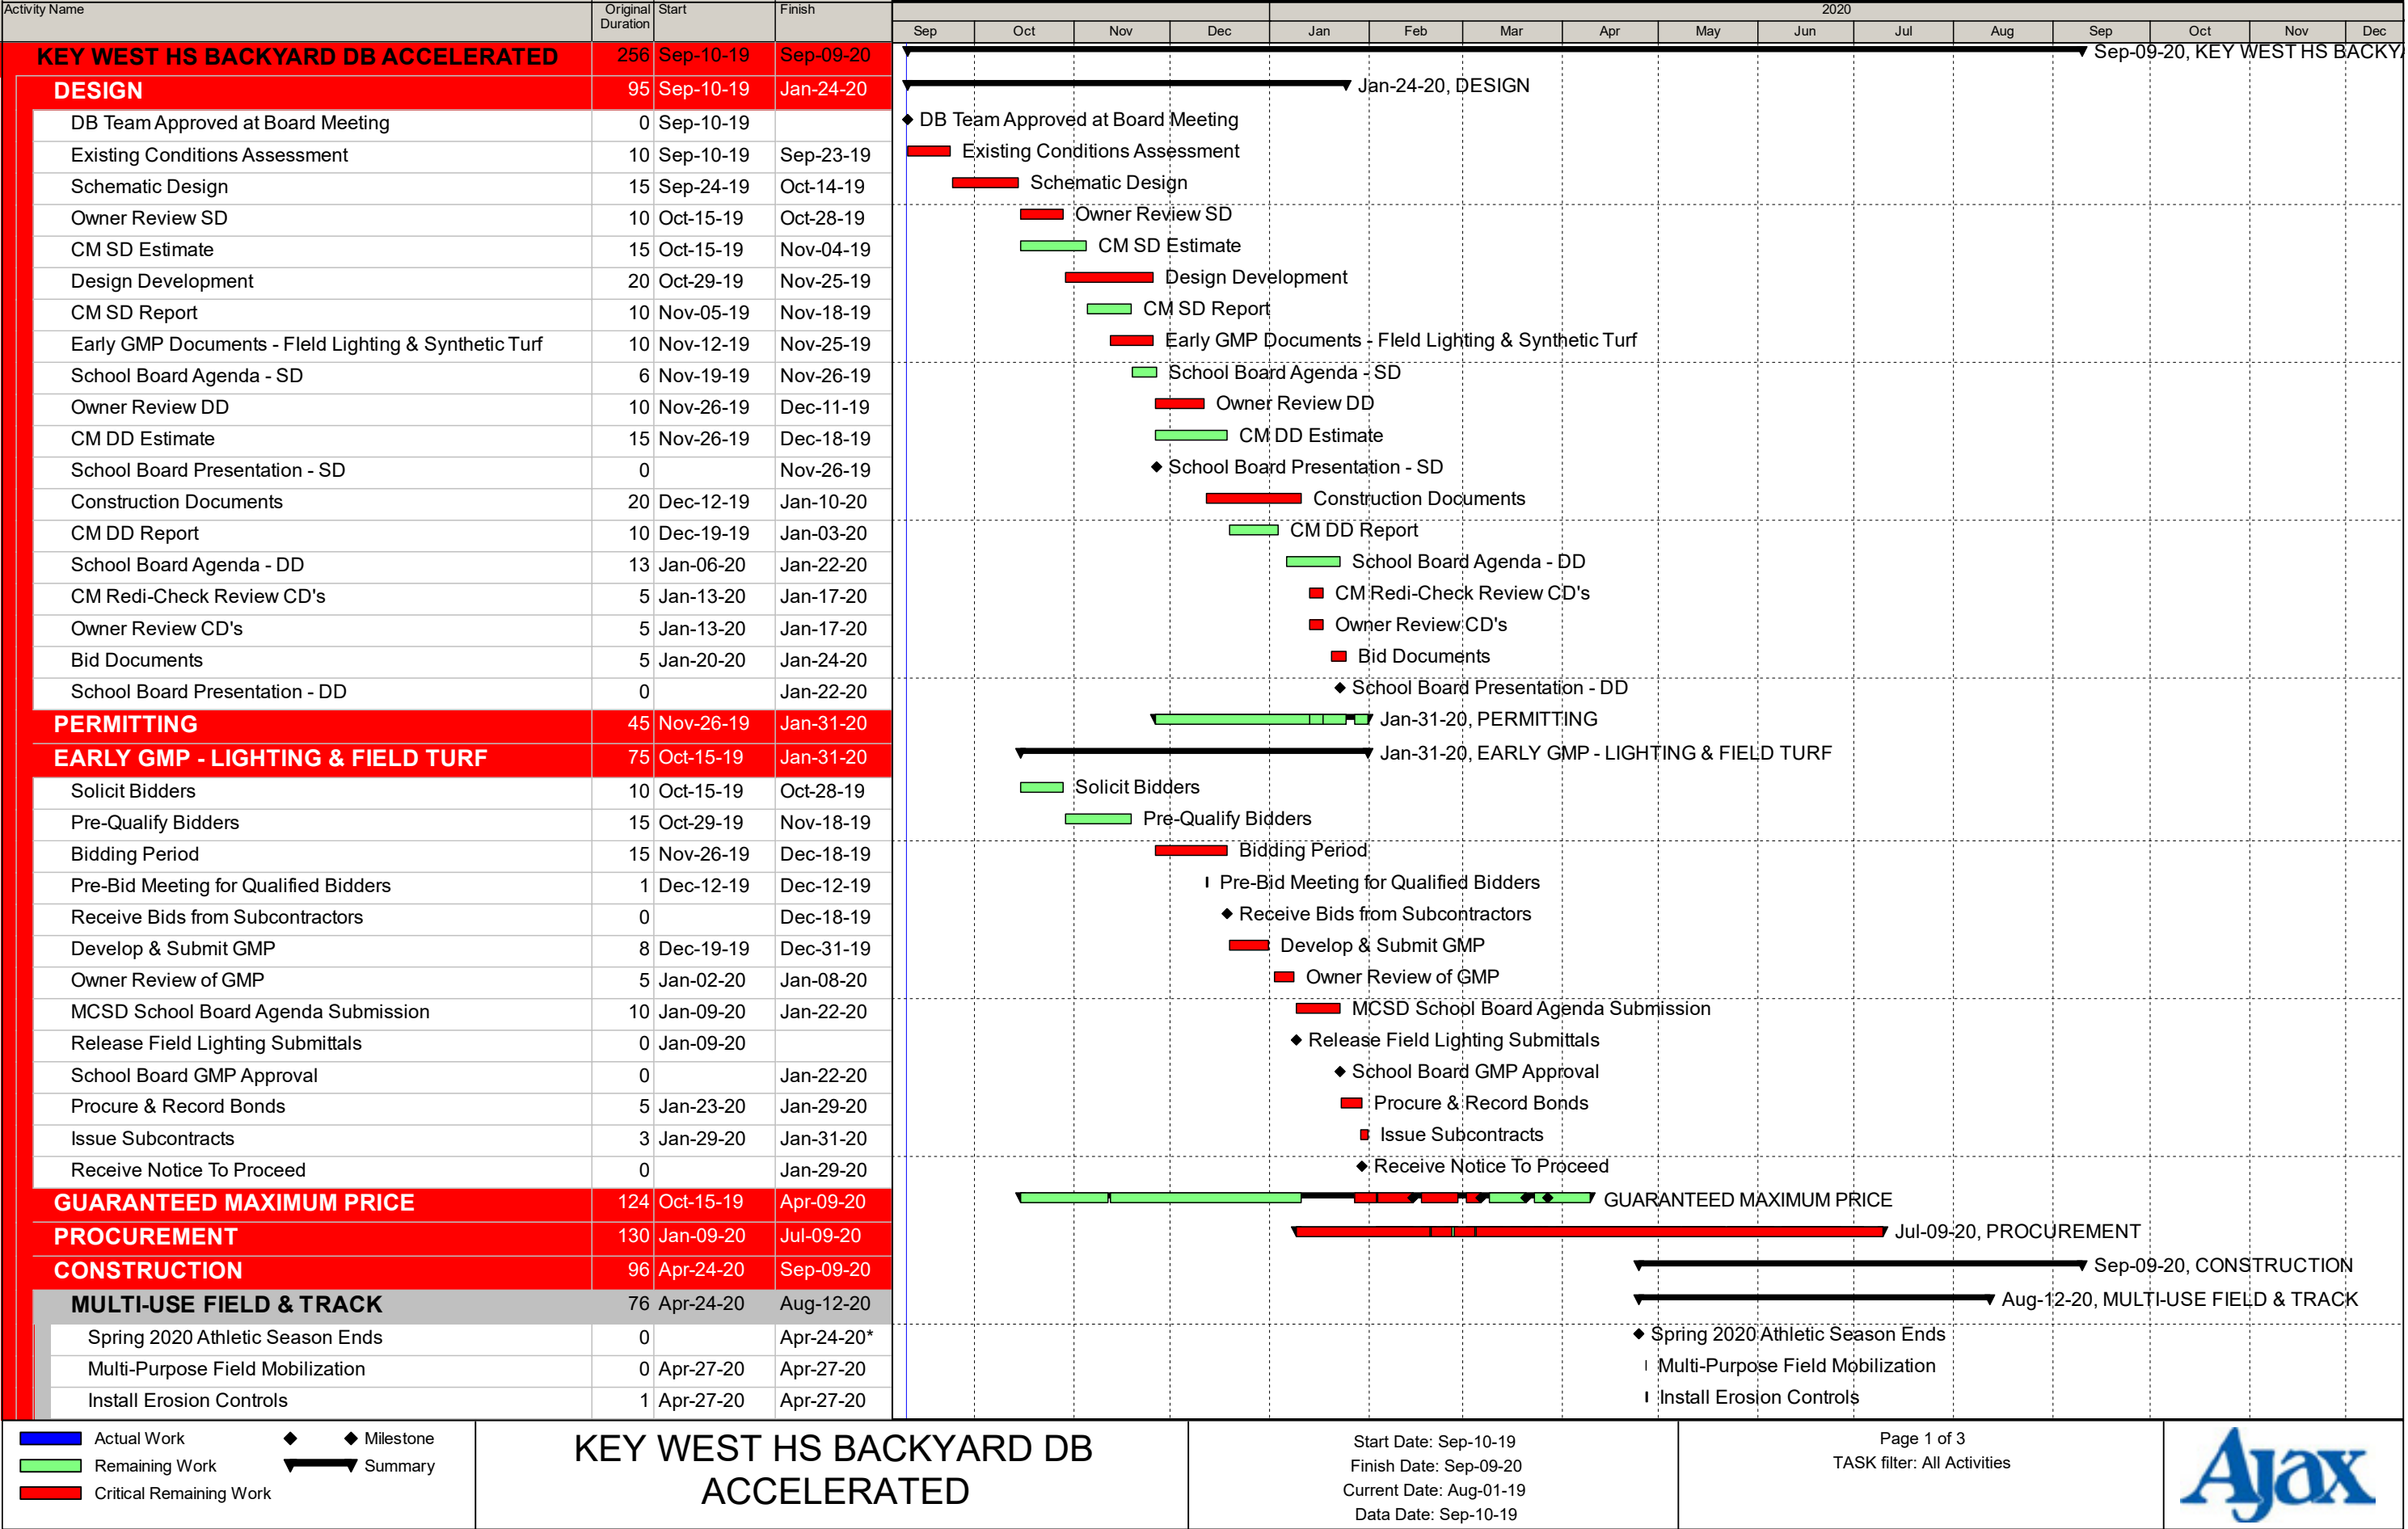 Activity Name Original Duration Start Finish 2020
Sep Oct Nov Dec Jan Feb Mar Apr May Jun Jul Aug Sep Oct Nov Dec
KEY WEST HS BACKYARD DB ACCELERATED 256 Sep-10-19 Sep-09-20 Sep-09-20, KEY WEST HS BACKYA
DESIGN 95 Sep-10-19 Jan-24-20 Jan-24-20, DESIGN
DB Team Approved at Board Meeting 0 Sep-10-19 DB Team Approved at Board Meeting
Existing Conditions Assessment 10 Sep-10-19 Sep-23-19 Existing Conditions Assessment
Schematic Design 15 Sep-24-19 Oct-14-19 Schematic Design
Owner Review SD 10 Oct-15-19 Oct-28-19 Owner Review SD
CM SD Estimate 15 Oct-15-19 Nov-04-19 CM SD Estimate
Design Development 20 Oct-29-19 Nov-25-19 Design Development
CM SD Report 10 Nov-05-19 Nov-18-19 CM SD Report
Early GMP Documents - FIeld Lighting & Synthetic Turf 10 Nov-12-19 Nov-25-19 Early GMP Documents - FIeld Lighting & Synthetic Turf
School Board Agenda - SD 6 Nov-19-19 Nov-26-19 School Board Agenda - SD
Owner Review DD 10 Nov-26-19 Dec-11-19 Owner Review DD
CM DD Estimate 15 Nov-26-19 Dec-18-19 CM DD Estimate
School Board Presentation - SD 0 Nov-26-19 School Board Presentation - SD
Construction Documents 20 Dec-12-19 Jan-10-20 Construction Documents
CM DD Report 10 Dec-19-19 Jan-03-20 CM DD Report
School Board Agenda - DD 13 Jan-06-20 Jan-22-20 School Board Agenda - DD
CM Redi-Check Review CD's 5 Jan-13-20 Jan-17-20 CM Redi-Check Review CD's
Owner Review CD's 5 Jan-13-20 Jan-17-20 Owner Review CD's
Bid Documents 5 Jan-20-20 Jan-24-20 Bid Documents
School Board Presentation - DD 0 Jan-22-20 School Board Presentation - DD
PERMITTING 45 Nov-26-19 Jan-31-20 Jan-31-20, PERMITTING
EARLY GMP - LIGHTING & FIELD TURF 75 Oct-15-19 Jan-31-20 Jan-31-20, EARLY GMP - LIGHTING & FIELD TURF
Solicit Bidders 10 Oct-15-19 Oct-28-19 Solicit Bidders
Pre-Qualify Bidders 15 Oct-29-19 Nov-18-19 Pre-Qualify Bidders
Bidding Period 15 Nov-26-19 Dec-18-19 Bidding Period
Pre-Bid Meeting for Qualified Bidders 1 Dec-12-19 Dec-12-19 Pre-Bid Meeting for Qualified Bidders
Receive Bids from Subcontractors 0 Dec-18-19 Receive Bids from Subcontractors
Develop & Submit GMP 8 Dec-19-19 Dec-31-19 Develop & Submit GMP
Owner Review of GMP 5 Jan-02-20 Jan-08-20 Owner Review of GMP
MCSD School Board Agenda Submission 10 Jan-09-20 Jan-22-20 MCSD School Board Agenda Submission
Release Field Lighting Submittals 0 Jan-09-20 Release Field Lighting Submittals
School Board GMP Approval 0 Jan-22-20 School Board GMP Approval
Procure & Record Bonds 5 Jan-23-20 Jan-29-20 Procure & Record Bonds
Issue Subcontracts 3 Jan-29-20 Jan-31-20 Issue Subcontracts
Receive Notice To Proceed 0 Jan-29-20 Receive Notice To Proceed
GUARANTEED MAXIMUM PRICE 124 Oct-15-19 Apr-09-20 GUARANTEED MAXIMUM PRICE
PROCUREMENT 130 Jan-09-20 Jul-09-20 Jul-09-20, PROCUREMENT
CONSTRUCTION 96 Apr-24-20 Sep-09-20 Sep-09-20, CONSTRUCTION
MULTI-USE FIELD & TRACK 76 Apr-24-20 Aug-12-20 Aug-12-20, MULTI-USE FIELD & TRACK
Spring 2020 Athletic Season Ends 0 Apr-24-20* Spring 2020 Athletic Season Ends
Multi-Purpose Field Mobilization 0 Apr-27-20 Apr-27-20 Multi-Purpose Field Mobilization
Install Erosion Controls 1 Apr-27-20 Apr-27-20 Install Erosion Controls
Actual Work Milestone
Remaining Work Summary
Critical Remaining Work
KEY WEST HS BACKYARD DB
ACCELERATED
Start Date: Sep-10-19
Finish Date: Sep-09-20
Current Date: Aug-01-19
Data Date: Sep-10-19
Page 1 of 3
TASK filter: All Activities
Ajax